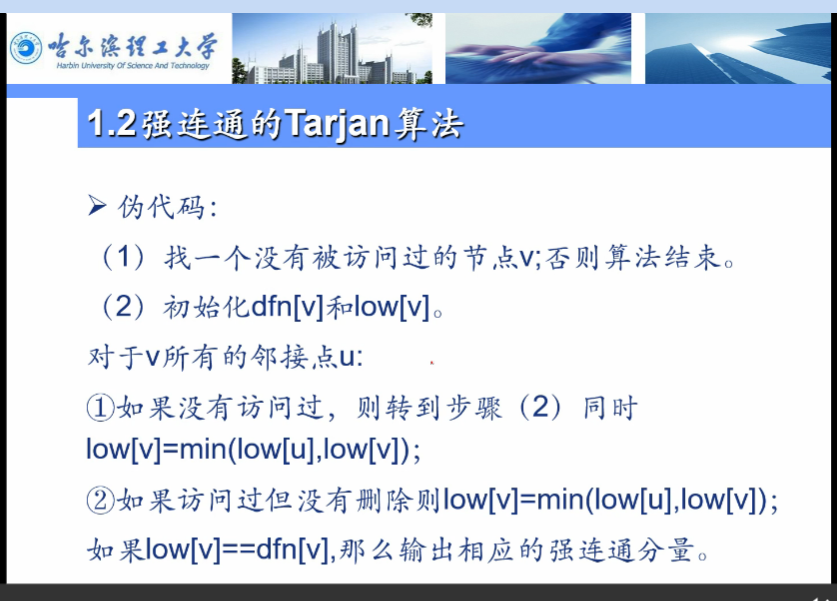 哈尔滨理工大学
Harbin University Of Science And Technology
1.2强连通的Tarjan算法
➢ 伪代码：
（1）找一个没有被访问过的节点v;否则算法结束。
（2）初始化dfn[v]和low[v]。
对于v所有的邻接点u:
①如果没有访问过，则转到步骤（2）同时
low[v]=min(low[u],low[v]);
②如果访问过但没有删除则low[v]=min(low[u],low[v]);
如果low[v]==dfn[v],那么输出相应的强连通分量。